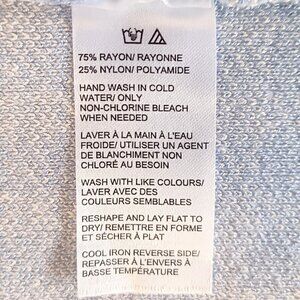 75% RAYON/ RAYONNE
25% NYLON/ POLYAMIDE
HAND WASH IN COLD
WATER/ ONLY
NON-CHLORINE BLEACH
WHEN NEEDED
LAVER À LA MAIN À L'EAU
FROIDE/ UTILISER UN AGENT
DE BLANCHIMENT NON
CHLORÉ AU BESOIN
WASH WITH LIKE COLOURS/
LAVER AVEC DES
COULEURS SEMBLABLES
RESHAPE AND LAY FLAT TO
DRY/ REMETTRE EN FORME
ET SÉCHER À PLAT
COOL IRON REVERSE SIDE/
REPASSER À L'ENVERS À
BASSE TEMPÉRATURE